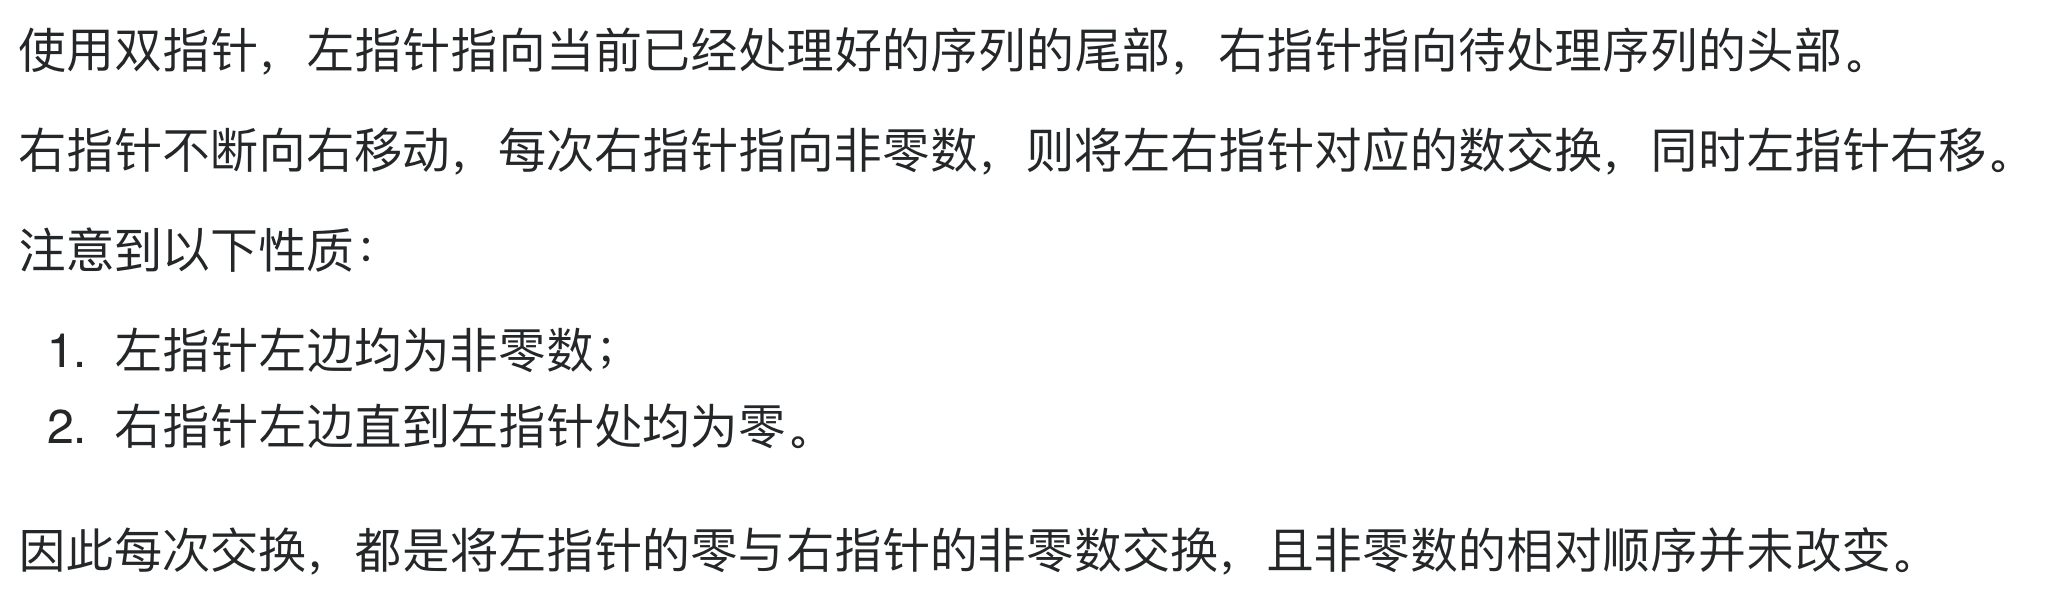 使用双指针，左指针指向当前已经处理好的序列的尾部，右指针指向待处理序列的头部。
右指针不断向右移动，每次右指针指向非零数，则将左右指针对应的数交换，同时左指针右移。
注意到以下性质：
1. 左指针左边均为非零数；
2. 右指针左边直到左指针处均为零。
因此每次交换，都是将左指针的零与右指针的非零数交换，且非零数的相对顺序并未改变。